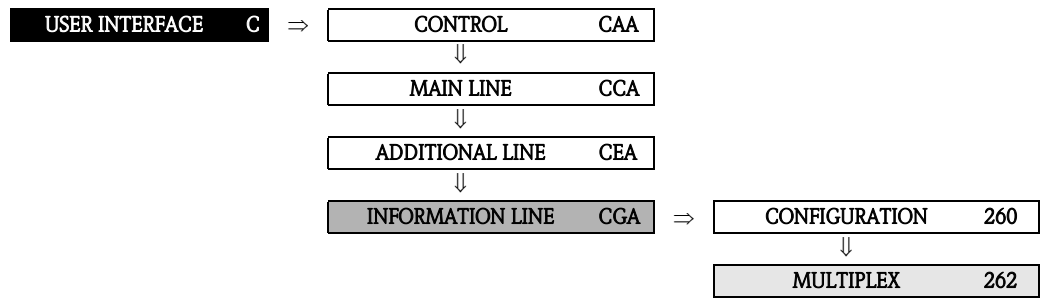 USER INTERFACE C ⇒ CONTROL CAA
⇓
MAIN LINE CCA
⇓
ADDITIONAL LINE CEA
⇓
INFORMATION LINE CGA ⇒ CONFIGURATION 260
⇓
MULTIPLEX 262